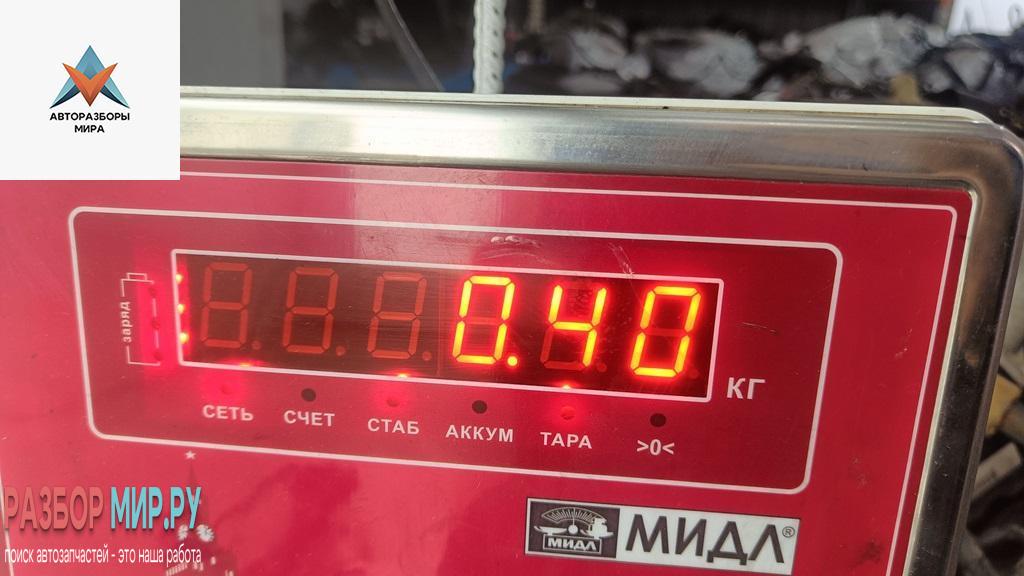 АВТОРАЗБОРЫ
МИРА
заряд
0.40
КГ
СЕТЬ СЧЕТ СТАБ АККУМ ТАРА >0<
РАЗБОР МИР.РУ
поиск автозапчастей - это наша работа
МИДЛ
МИДЛ®